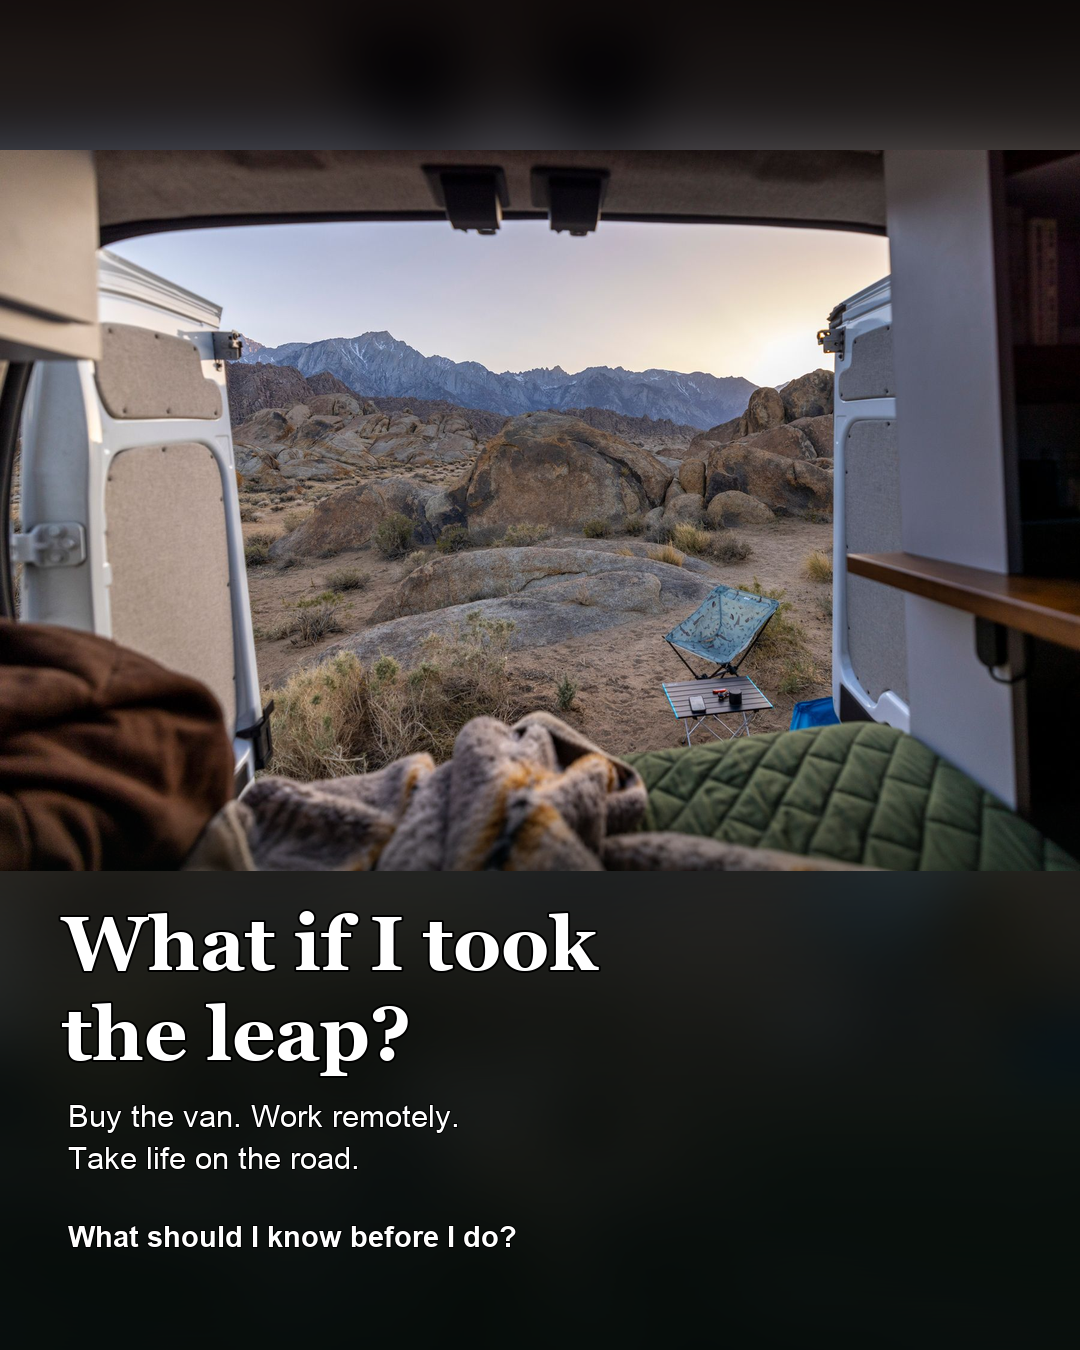 What if I took
the leap?
Buy the van. Work remotely.
Take life on the road.
What should I know before I do?